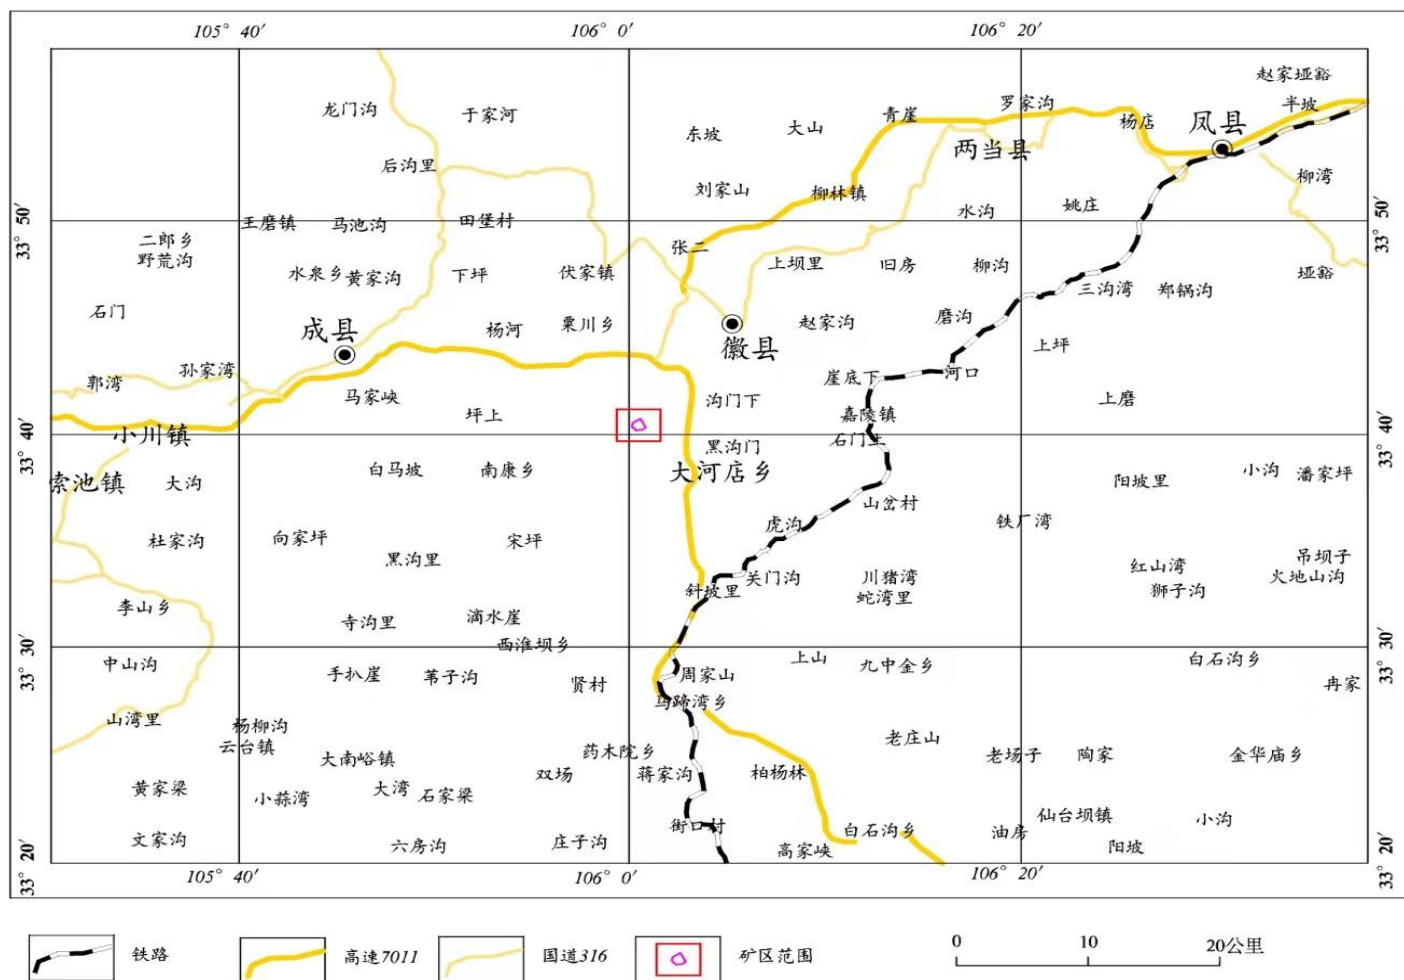 105° 40′
106° 0′
106° 20′
赵家垭豁
龙门沟
于家河
东坡
大山
青崖
罗家沟
杨店
半坡
凤县
两当县
后沟里
刘家山
柳林镇
柳湾
33° 50′
王磨镇
马池沟
田堡村
水沟
姚庄
33° 50′
二郎乡
野荒沟
张二
水泉乡
黄家沟
下坪
伏家镇
上坝里
旧房
柳沟
垭豁
三沟湾
郑锅沟
石门
成县
杨河
栗川乡
徽县
赵家沟
磨沟
上坪
孙家湾
郭湾
马家峡
坪上
沟门下
崖底下
河口
嘉陵镇
上磨
33° 40′
小川镇
黑沟门
石门上
33° 40′
索池镇
大沟
白马坡
南康乡
大河店乡
阳坡里
小沟
潘家坪
山岔村
杜家沟
向家坪
黑沟里
宋坪
虎沟
铁厂湾
吊坝子
关门沟
川猪湾
红山湾
火地山沟
斜坡里
蛇湾里
狮子沟
李山乡
寺沟里
滴水崖
33° 30′
西淮坝乡
33° 30′
中山沟
手扒崖
苇子沟
贤村
周家山
上山
九中金乡
白石沟乡
冉家
马蹄湾乡
山湾里
杨柳沟
云台镇
大南峪镇
药木院乡
老庄山
老场子
陶家
金华庙乡
双场
蒋家沟
柏杨林
黄家梁
小蒜湾
大湾
石家梁
街口村
白石沟乡
油房
仙台坝镇
小沟
文家沟
六房沟
庄子沟
高家峡
阳坡
33° 20′
33° 20′
105° 40′
106° 0′
106° 20′
铁路
高速7011
国道316
矿区范围
0 10 20公里